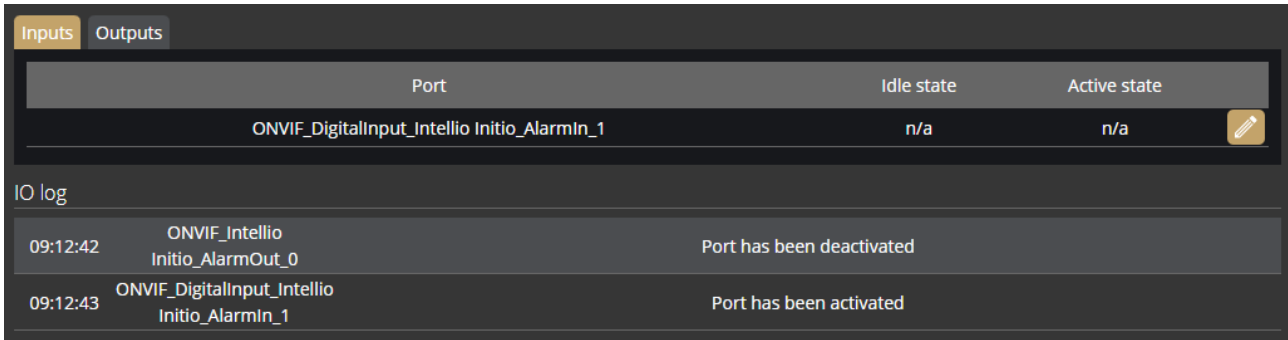 Inputs Outputs
Port Idle state Active state
ONVIF_DigitalInput_Intellio Initio_AlarmIn_1 n/a n/a
IO log
09:12:42 ONVIF_Intellio Port has been deactivated
Initio_AlarmOut_0
09:12:43 ONVIF_DigitalInput_Intellio Port has been activated
Initio_AlarmIn_1